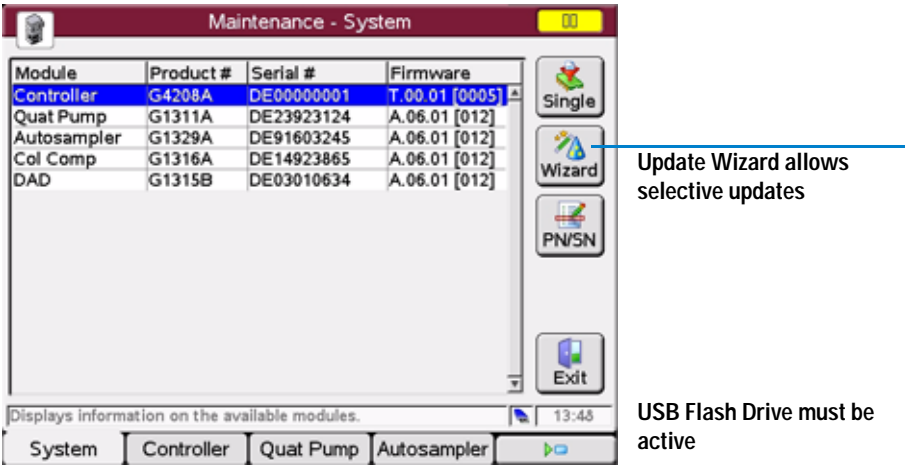 Maintenance - System
Module Product # Serial # Firmware
Controller G4208A DE00000001 T.00.01 [0005]
Quat Pump G1311A DE23923124 A.06.01 [012]
Autosampler G1329A DE91603245 A.06.01 [012]
Col Comp G1316A DE14923865 A.06.01 [012]
DAD G1315B DE03010634 A.06.01 [012]
Single
Wizard
PN/SN
Exit
Update Wizard allows
selective updates
Displays information on the available modules.
13:48
System Controller Quat Pump Autosampler
USB Flash Drive must be
active